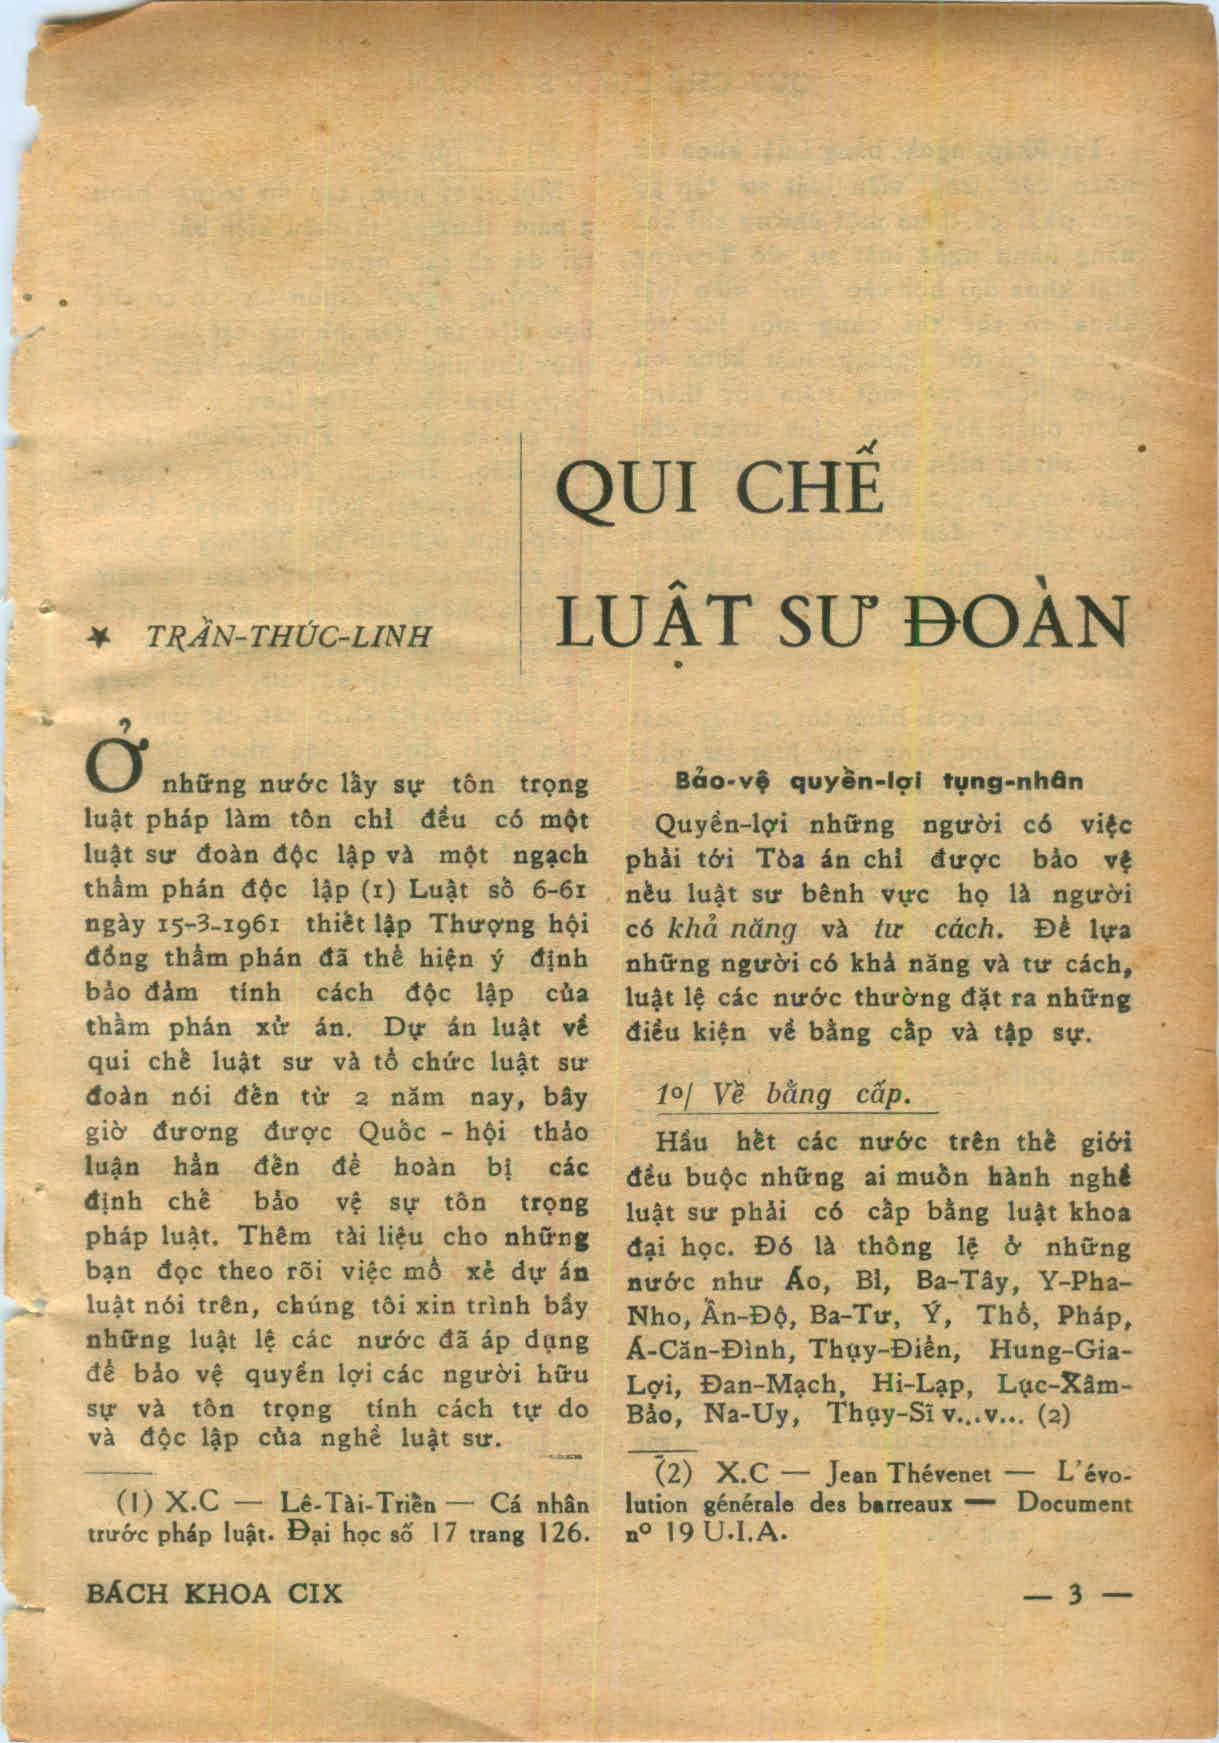 QUI CHẾ
LUẬT SƯ ĐOÀN
★ TRẦN-THÚC-LINH
Ở những nước lấy sự tôn trọng
luật pháp làm tôn chỉ đều có một
luật sư đoàn độc lập và một ngạch
thẩm phán độc lập (1) Luật số 6-61
ngày 15-3-1961 thiết lập Thượng hội
đồng thẩm phán đã thể hiện ý định
bảo đảm tính cách độc lập của
thẩm phán xử án. Dự án luật về
qui chế luật sư và tổ chức luật sư
đoàn nói đến từ 2 năm nay, bây
giờ đương được Quốc - hội thảo
luận hẳn đến để hoàn bị các
định chế bảo vệ sự tôn trọng
pháp luật. Thêm tài liệu cho những
bạn đọc theo rõi việc mổ xẻ dự án
luật nói trên, chúng tôi xin trình bầy
những luật lệ các nước đã áp dụng
để bảo vệ quyền lợi các người hữu
sự và tôn trọng tính cách tự do
và độc lập của nghề luật sư.
(1) X.C — Lê-Tài-Triển — Cá nhân
trước pháp luật. Đại học số 17 trang 126.
Bảo-vệ quyền-lợi tụng-nhân
Quyền-lợi những người có việc
phải tới Tòa án chỉ được bảo vệ
nếu luật sư bênh vực họ là người
có khả năng và tư cách. Để lựa
những người có khả năng và tư cách,
luật lệ các nước thường đặt ra những
điều kiện về bằng cấp và tập sự.
1o/ Về bằng cấp.
Hầu hết các nước trên thế giới
đều buộc những ai muốn hành nghề
luật sư phải có cấp bằng luật khoa
đại học. Đó là thông lệ ở những
nước như Áo, Bỉ, Ba-Tây, Y-Pha-
Nho, Ấn-Độ, Ba-Tư, Ý, Thổ, Pháp,
Á-Căn-Đình, Thụy-Điển, Hung-Gia-
Lợi, Đan-Mạch, Hi-Lạp, Lục-Xâm-
Bảo, Na-Uy, Thụy-Sĩ v...v... (2)
(2) X.C — Jean Thévenet — L'évo-
lution générale des barreaux — Document
nº 19 U.I.A.
BÁCH KHOA CIX
— 3 —